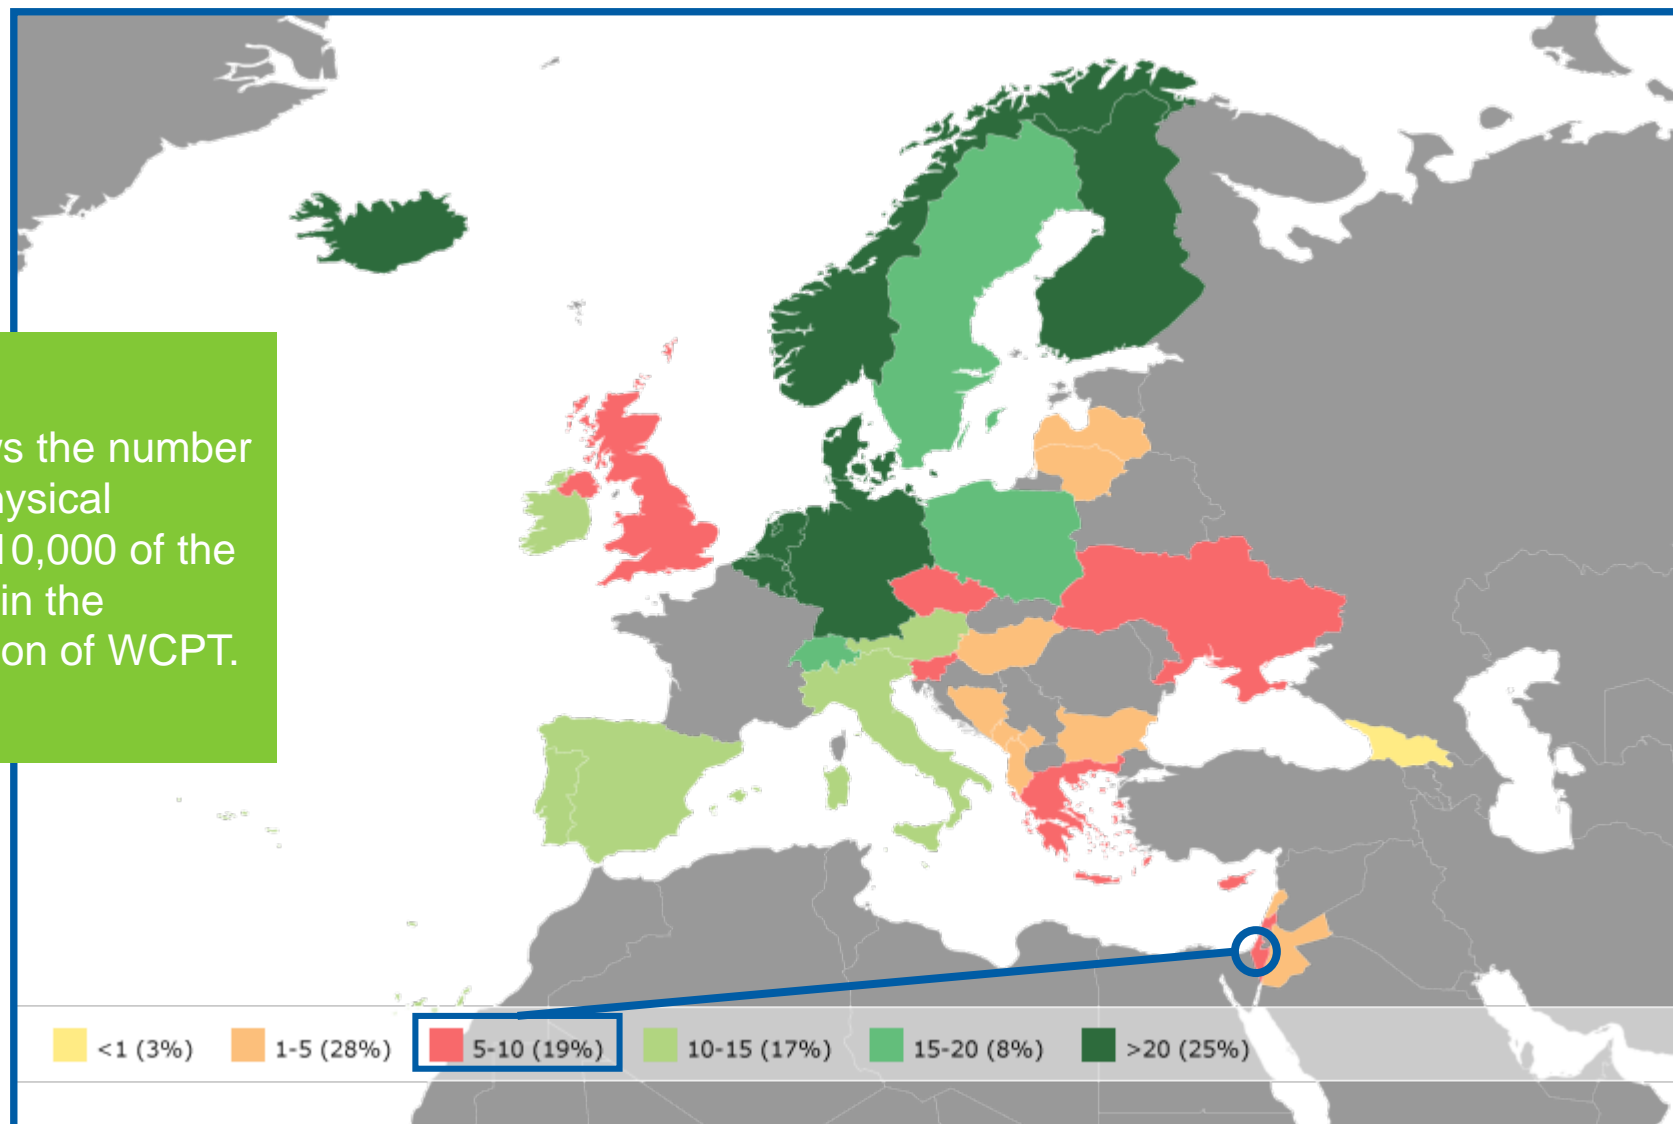 s the number
ysical
10,000 of the
in the
on of WCPT.
<1 (3%)
1-5 (28%)
5-10 (19%)
10-15 (17%)
15-20 (8%)
>20 (25%)